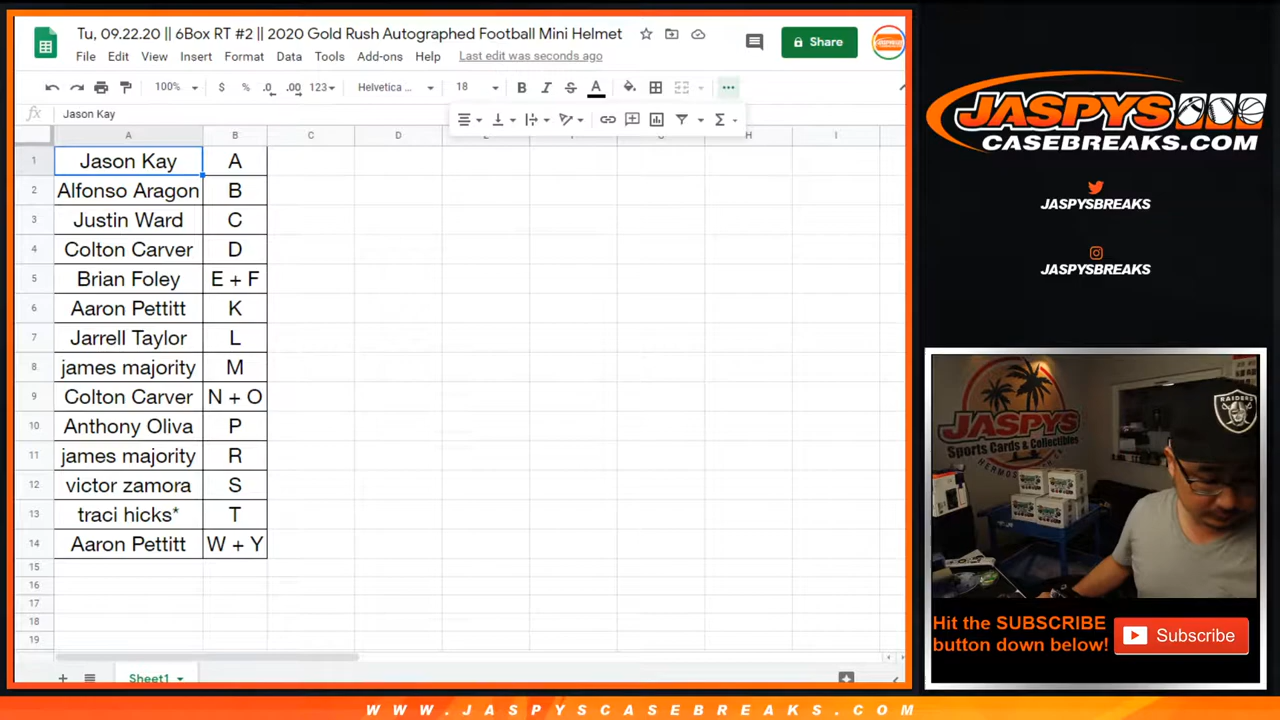 Tu, 09.22.20 || 6Box RT #2 || 2020 Gold Rush Autographed Football Mini Helmet
File Edit View Insert Format Data Tools Add-ons Help Last edit was seconds ago
Share
100% $ % .0 .00 123 Helvetica ... 18 B I S A
fx Jason Kay
A B C D H I
1 Jason Kay A
2 Alfonso Aragon B
3 Justin Ward C
4 Colton Carver D
5 Brian Foley E + F
6 Aaron Pettitt K
7 Jarrell Taylor L
8 james majority M
9 Colton Carver N + O
10 Anthony Oliva P
11 james majority R
12 victor zamora S
13 traci hicks* T
14 Aaron Pettitt W + Y
15
16
17
18
19
Sheet1
JASPYS
CASEBREAKS.COM
JASPYSBREAKS
JASPYSBREAKS
JASPYS
Sports Cards & Collectibles
RAIDERS
Hit the SUBSCRIBE
button down below!
Subscribe
WWW.JASPYSCASEBREAKS.COM